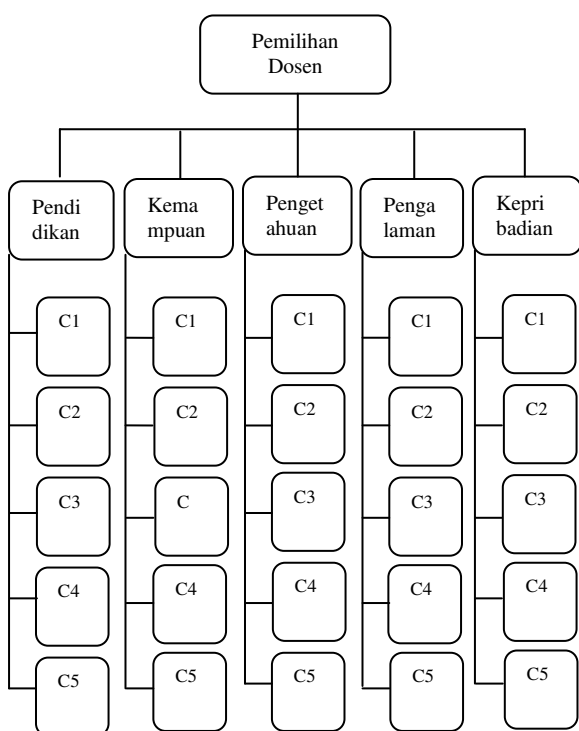 Pemilihan
Dosen
Pendi
dikan
Kema
mpuan
Penget
ahuan
Penga
laman
Kepri
badian
C1
C1
C1
C1
C1
C2
C2
C2
C2
C2
C3
C
C3
C3
C3
C4
C4
C4
C4
C4
C5
C5
C5
C5
C5